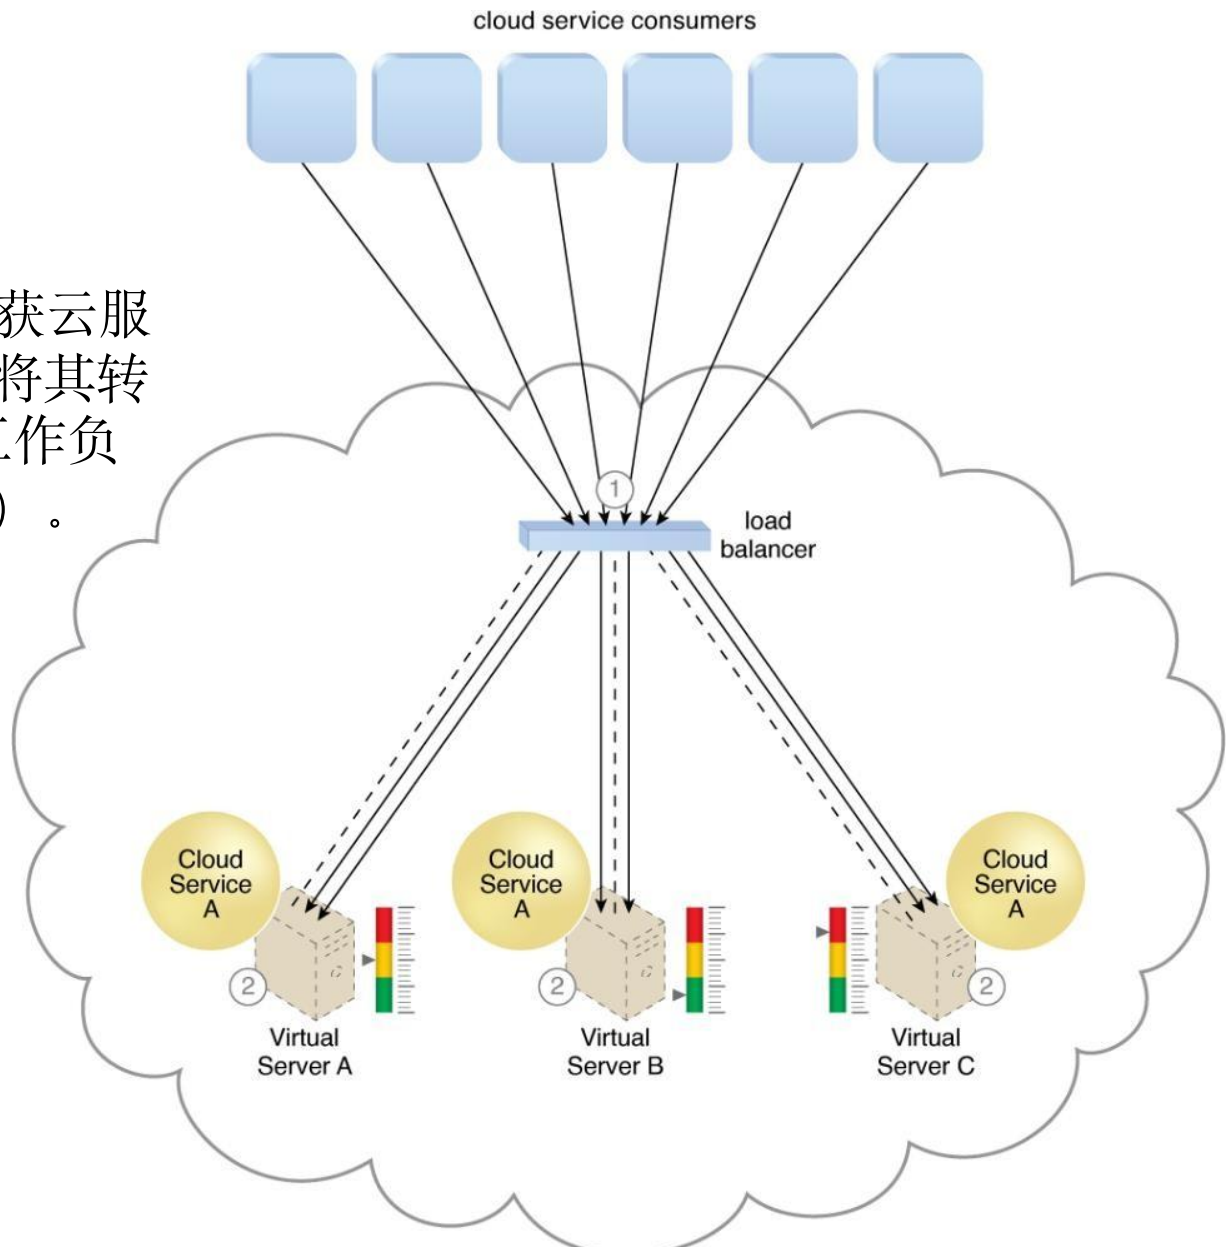 cloud service consumers
获云服
将其转
工作负
）。
1
load
balancer
Cloud
Service
A
Cloud
Service
A
Cloud
Service
A
2
2
2
Virtual
Server A
Virtual
Server B
Virtual
Server C